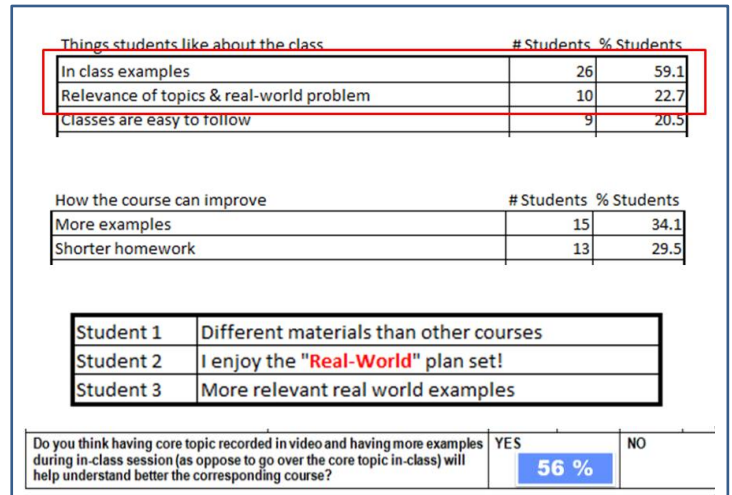 Things students like about the class # Students % Students
In class examples 26 59.1
Relevance of topics & real-world problem 10 22.7
Classes are easy to follow 9 20.5
How the course can improve # Students % Students
More examples 15 34.1
Shorter homework 13 29.5
Student 1 Different materials than other courses
Student 2 I enjoy the "Real-World" plan set!
Student 3 More relevant real world examples
Do you think having core topic recorded in video and having more examples YES NO
during in-class session (as oppose to go over the core topic in-class) will 56 %
help understand better the corresponding course?